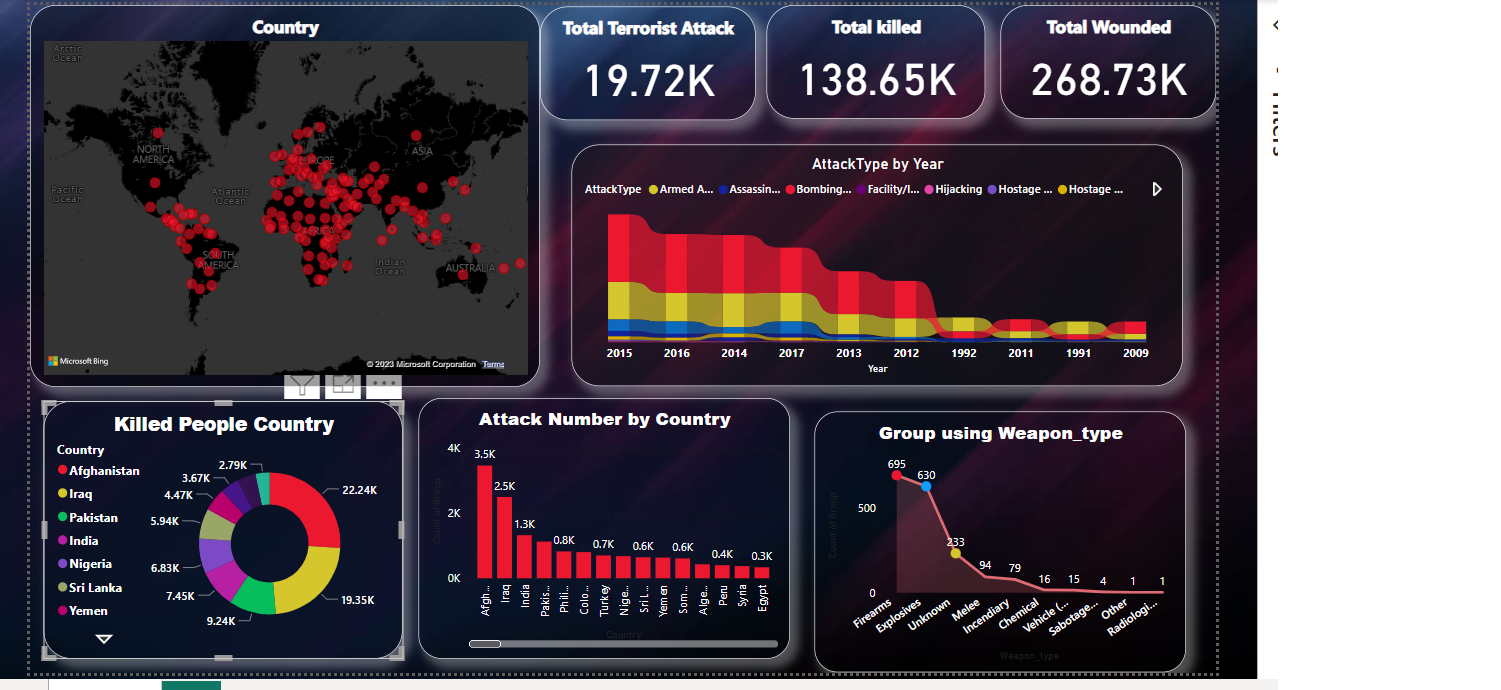 Country
Arctic
Ocean
NORTH
AMERICA
EUROPE
ASIA
Pacific
Ocean
Atlantic
Ocean
AFRICA
SOUTH
AMERICA
Indian
Ocean
AUSTRALIA
Microsoft Bing
© 2023 Microsoft Corporation Terms
Total Terrorist Attack
19.72K
Total killed
138.65K
Total Wounded
268.73K
AttackType by Year
AttackType Armed A... Assassin... Bombing... Facility/I... Hijacking Hostage ... Hostage ...
2015 2016 2014 2017 2013 2012 1992 2011 1991 2009
Year
Killed People Country
Country
Afghanistan
Iraq
Pakistan
India
Nigeria
Sri Lanka
Yemen
22.24K
19.35K
9.24K
7.45K
6.83K
5.94K
4.47K
3.67K
2.79K
Attack Number by Country
Count of Group
4K
2K
0K
3.5K 2.5K 1.3K 0.8K 0.7K 0.6K 0.6K 0.4K 0.3K
Afgh... Iraq India Pakis... Phili... Colo... Turkey Nige... Sri L... Yemen Som... Alge... Peru Syria Egypt
Country
Group using Weapon_type
Count of Group
500
0
695 630 233 94 79 16 15 4 1 1
Firearms Explosives Unknown Melee Incendiary Chemical Vehicle (... Sabotage... Other Radiologi...
Weapon_type